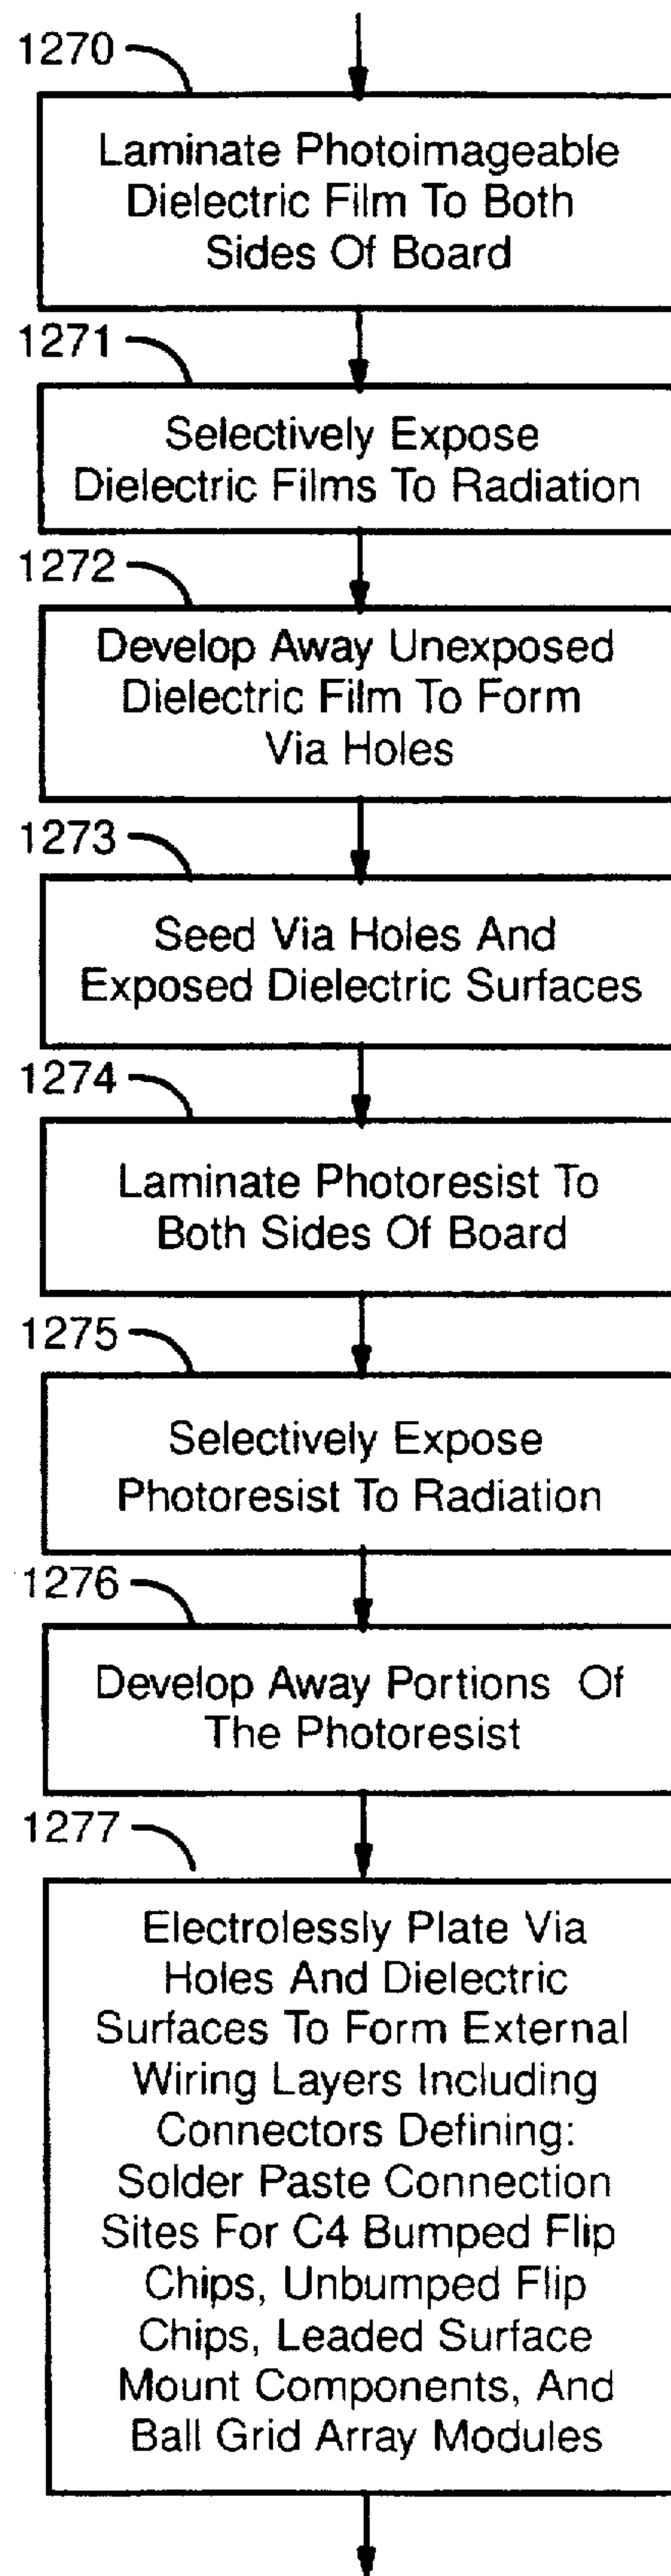 1270
Laminate Photoimageable
Dielectric Film To Both
Sides Of Board
1271
Selectively Expose
Dielectric Films To Radiation
1272
Develop Away Unexposed
Dielectric Film To Form
Via Holes
1273
Seed Via Holes And
Exposed Dielectric Surfaces
1274
Laminate Photoresist To
Both Sides Of Board
1275
Selectively Expose
Photoresist To Radiation
1276
Develop Away Portions Of
The Photoresist
1277
Electrolessly Plate Via
Holes And Dielectric
Surfaces To Form External
Wiring Layers Including
Connectors Defining:
Solder Paste Connection
Sites For C4 Bumped Flip
Chips, Unbumped Flip
Chips, Leaded Surface
Mount Components, And
Ball Grid Array Modules